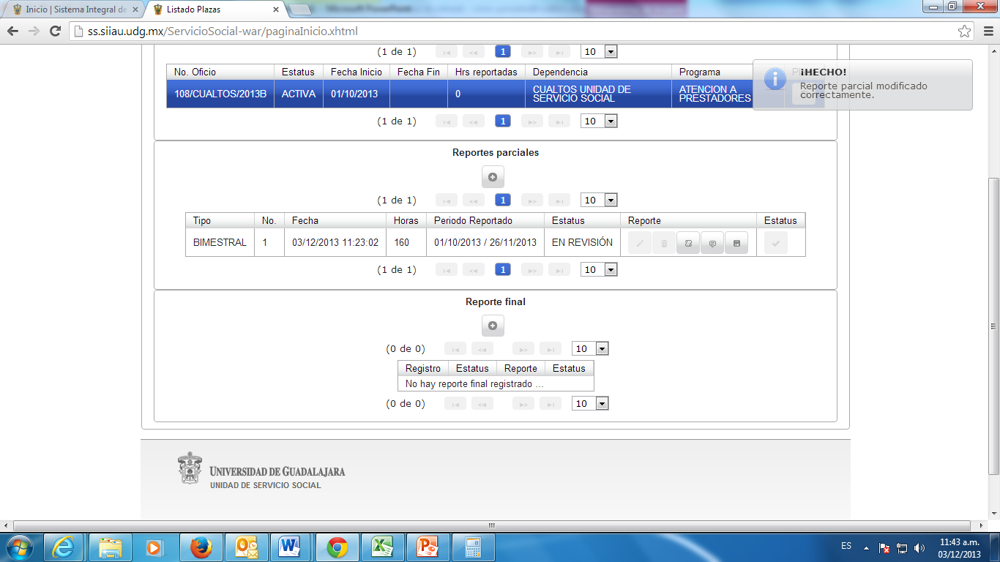 Inicio | Sistema Integral de
Listado Plazas
ss.siiau.udg.mx/ServicioSocial-war/paginaInicio.xhtml
(1 de 1) 1 10
No. Oficio Estatus Fecha Inicio Fecha Fin Hrs reportadas Dependencia Programa
108/CUALTOS/2013B ACTIVA 01/10/2013 0 CUALTOS UNIDAD DE SERVICIO SOCIAL ATENCION A PRESTADORES
¡HECHO!
Reporte parcial modificado
correctamente.
(1 de 1) 1 10
Reportes parciales
(1 de 1) 1 10
Tipo No. Fecha Horas Periodo Reportado Estatus Reporte Estatus
BIMESTRAL 1 03/12/2013 11:23:02 160 01/10/2013 / 26/11/2013 EN REVISIÓN
(1 de 1) 1 10
Reporte final
(0 de 0) 10
Registro Estatus Reporte Estatus
No hay reporte final registrado ...
(0 de 0) 10
UNIVERSIDAD DE GUADALAJARA
UNIDAD DE SERVICIO SOCIAL
ES
11:43 a.m.
03/12/2013